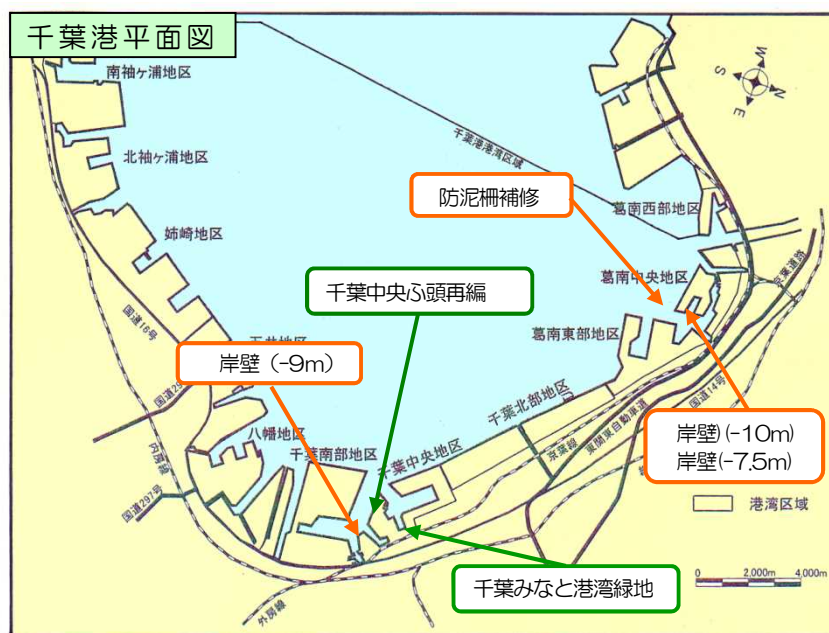 千葉港平面図
南袖ヶ浦地区
北袖ヶ浦地区
姉崎地区
国道16号
千葉港港湾区域
防泥柵補修
葛南西部地区
葛南中央地区
京葉道路
千葉中央ふ頭再編
葛南東部地区
岸壁（-9m）
八幡地区
千葉南部地区
千葉中央地区
千葉北部地区
京葉線
東関東自動車道
国道14号
岸壁)(-10m)
岸壁(-7.5m)
内房線
国道297号
外房線
千葉みなと港湾緑地
港湾区域
0 2,000m 4,000m
W
N
S
E